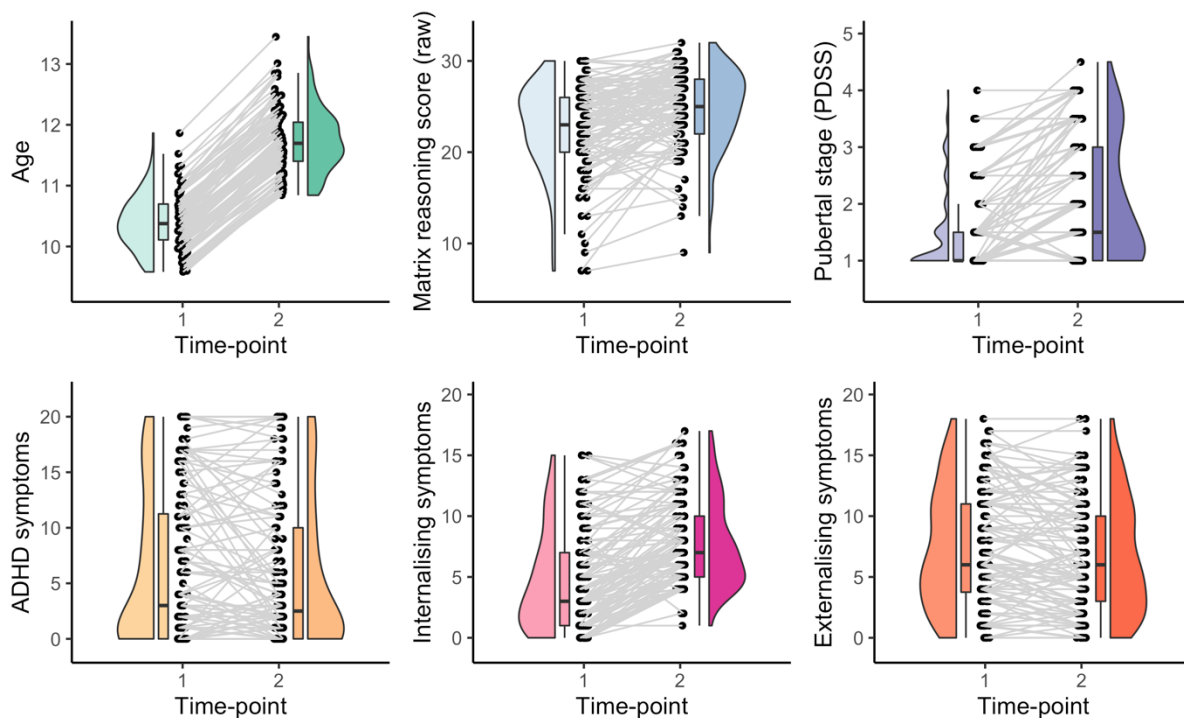 Age
13
12
11
10
1 2
Time-point
Matrix reasoning score (raw)
30
20
10
1 2
Time-point
Pubertal stage (PDSS)
5
4
3
2
1
1 2
Time-point
ADHD symptoms
20
15
10
5
0
1 2
Time-point
Internalising symptoms
20
15
10
5
0
1 2
Time-point
Externalising symptoms
20
15
10
5
0
1 2
Time-point